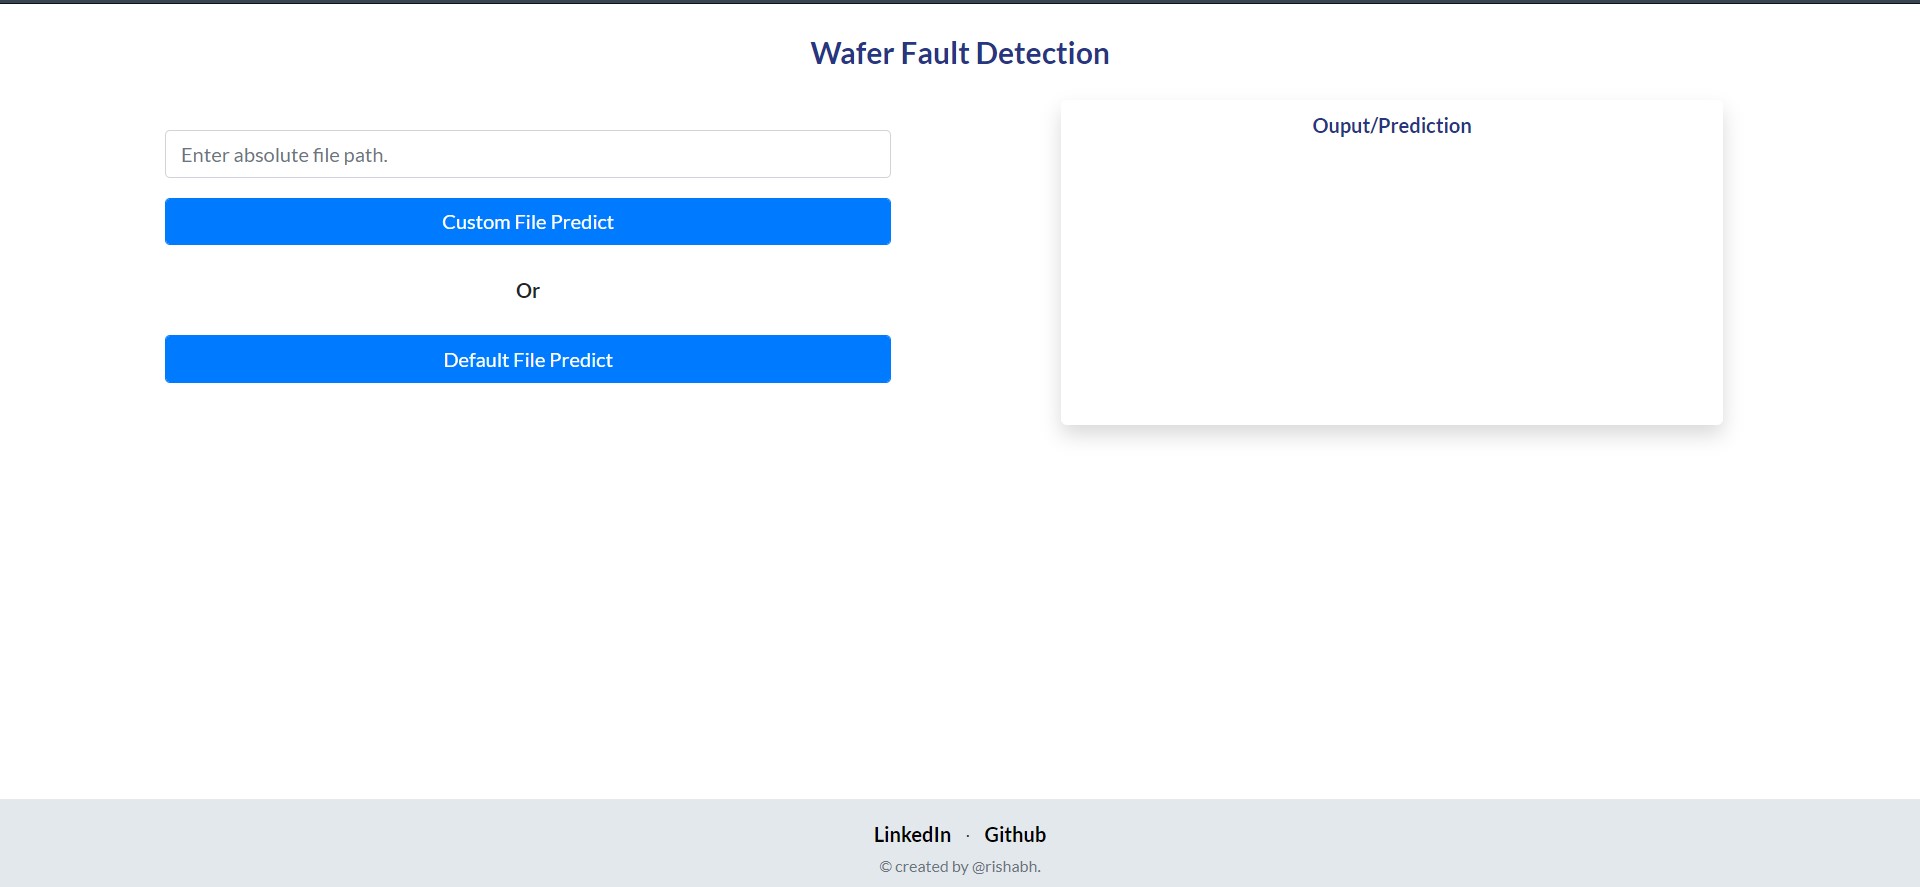 Wafer Fault Detection
Enter absolute file path.
Custom File Predict
Or
Default File Predict
Ouput/Prediction
LinkedIn · Github
© created by @rishabh.